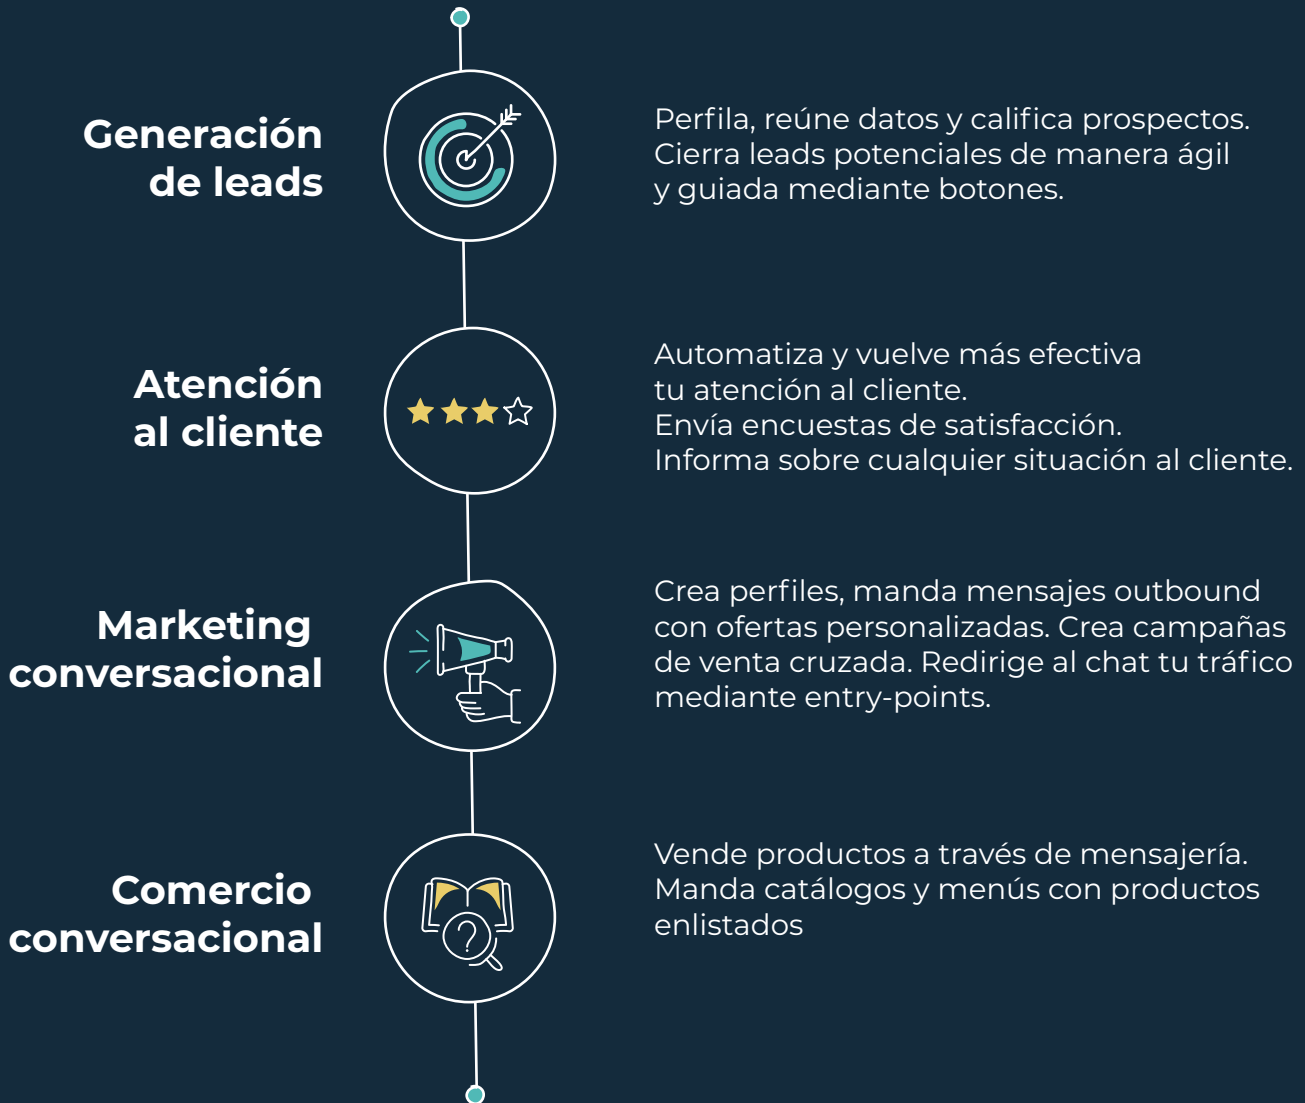 Generación
de leads
Perfila, reúne datos y califica prospectos.
Cierra leads potenciales de manera ágil
y guiada mediante botones.
Atención
al cliente
Automatiza y vuelve más efectiva
tu atención al cliente.
Envía encuestas de satisfacción.
Informa sobre cualquier situación al cliente.
Marketing
conversacional
Crea perfiles, manda mensajes outbound
con ofertas personalizadas. Crea campañas
de venta cruzada. Redirige al chat tu tráfico
mediante entry-points.
Comercio
conversacional
Vende productos a través de mensajería.
Manda catálogos y menús con productos
enlistados
?